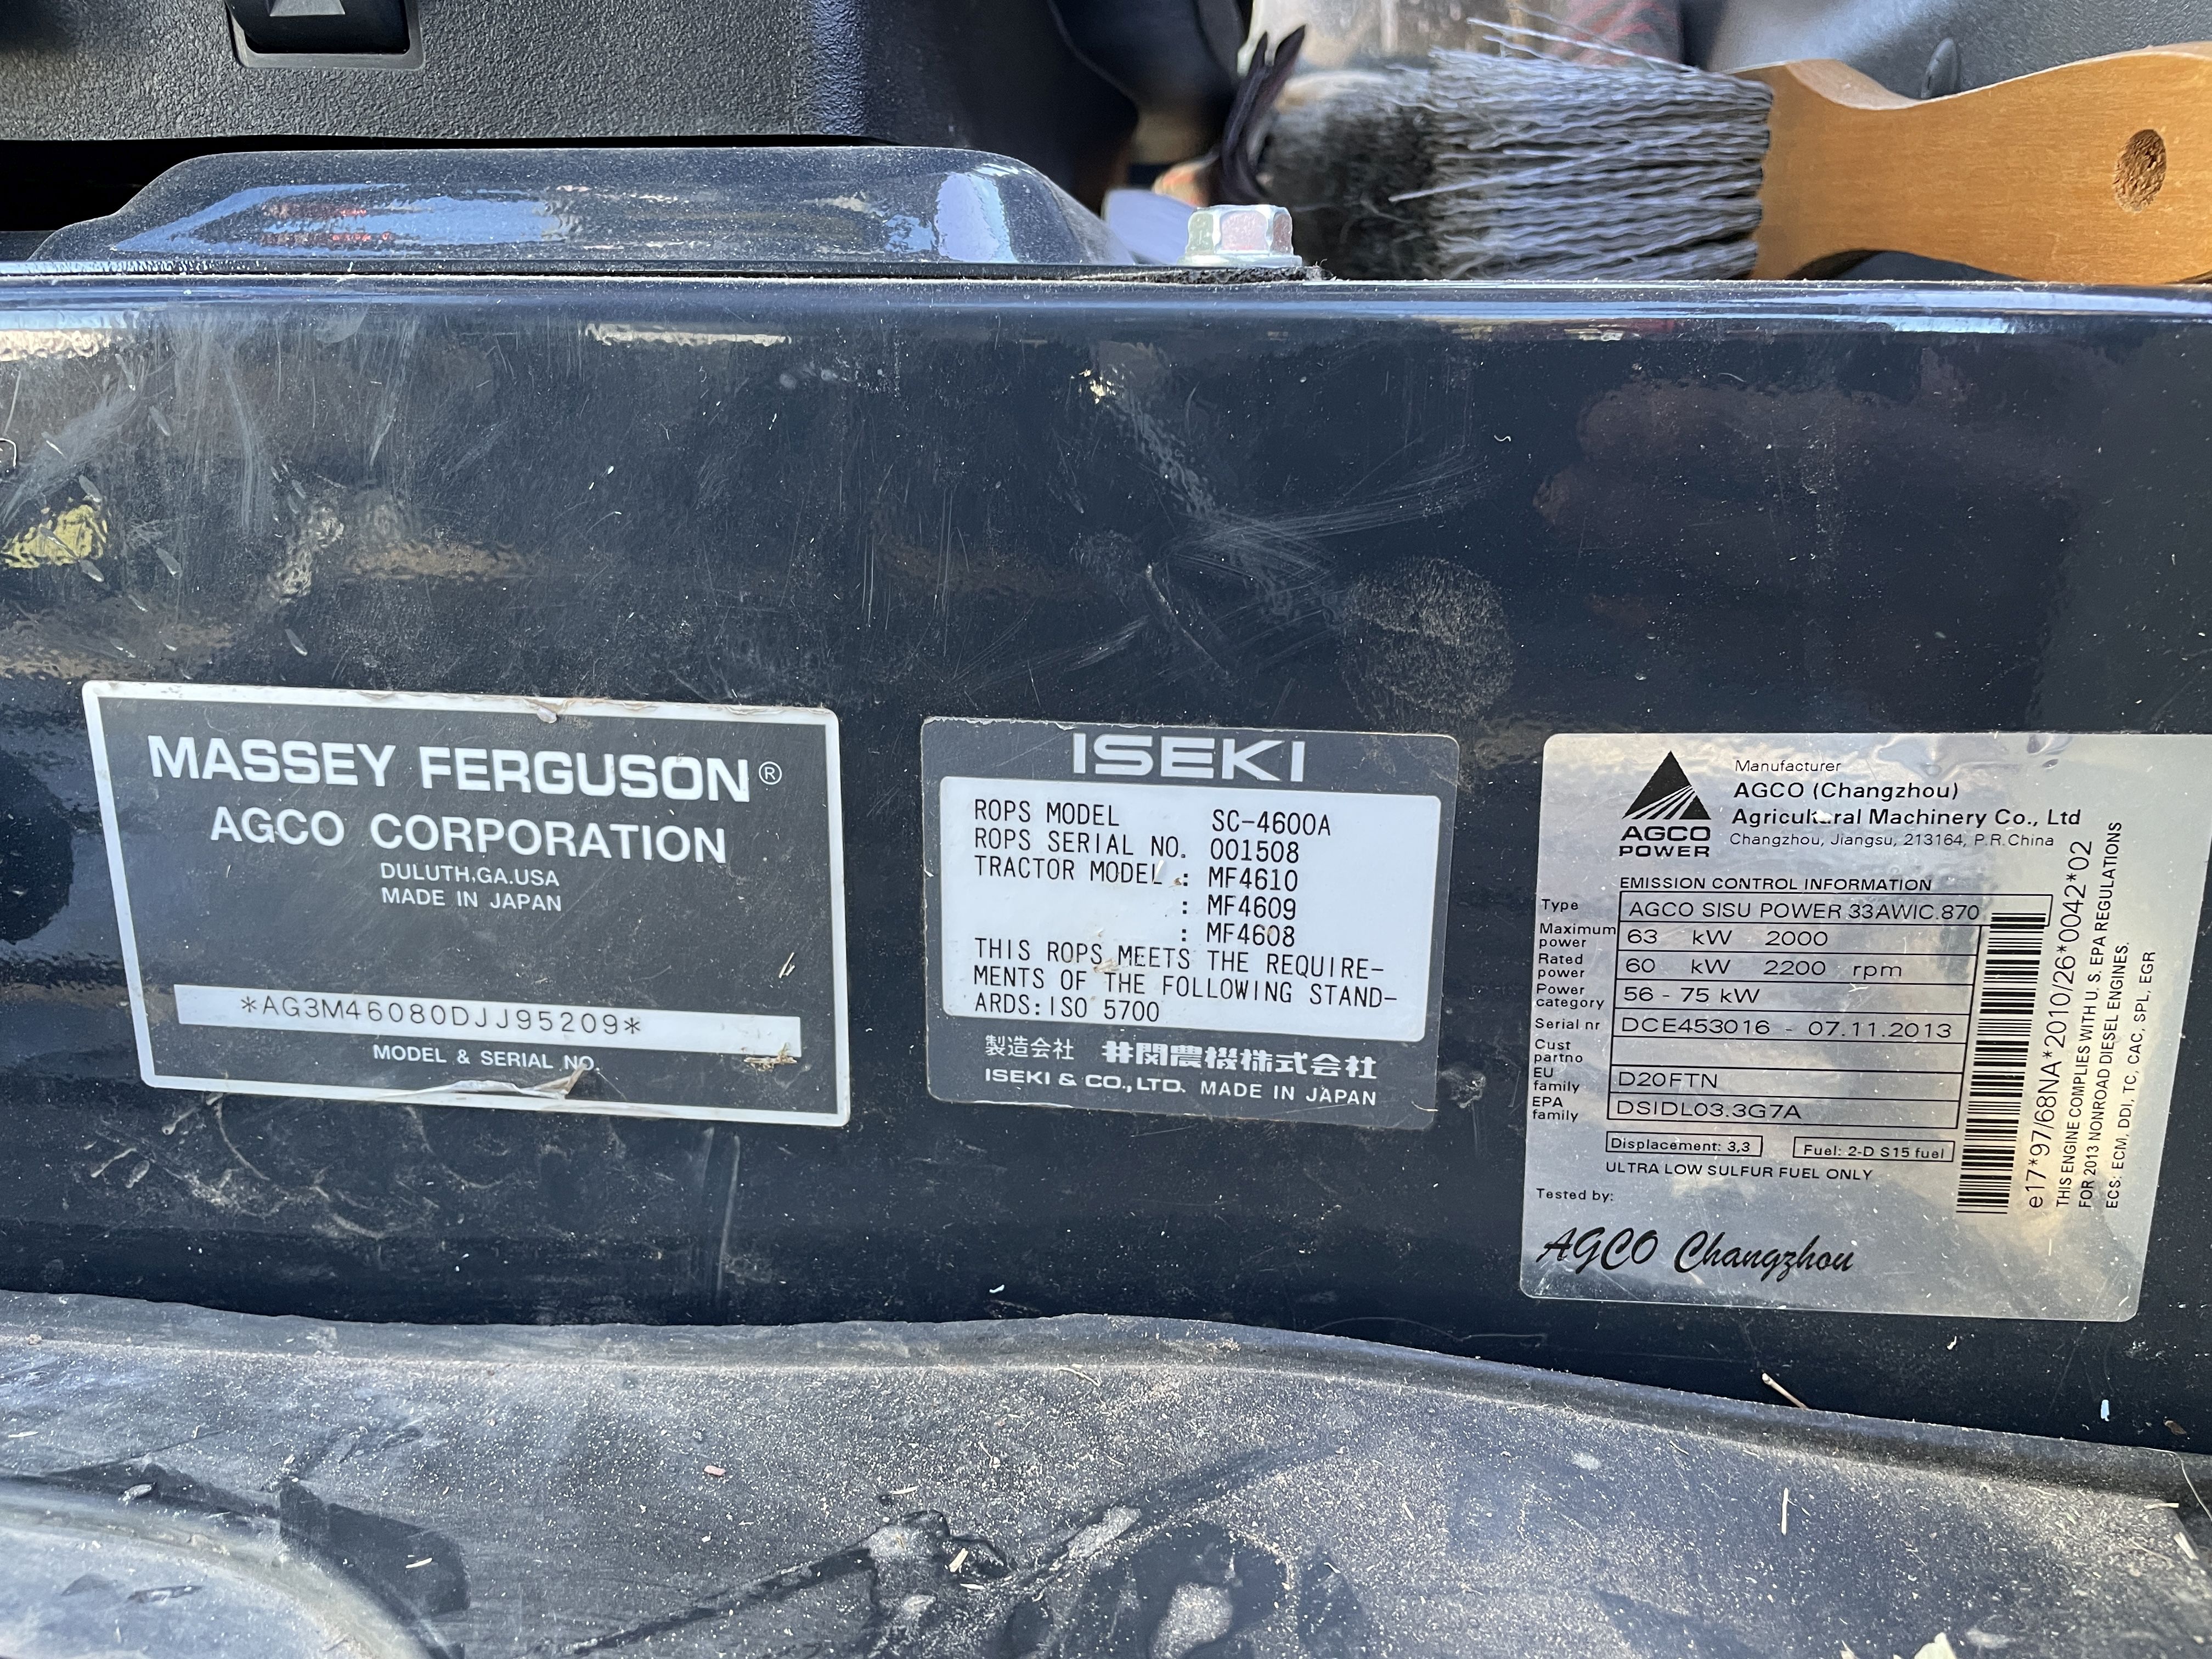 MASSEY FERGUSON®
AGCO CORPORATION
DULUTH.GA.USA
MADE IN JAPAN
*AG3M46080DJJ95209*
MODEL & SERIAL NO.
ISEKI
ROPS MODEL SC-4600A
ROPS SERIAL NO. 001508
TRACTOR MODEL : MF4610
: MF4609
: MF4608
THIS ROPS MEETS THE REQUIRE-
MENTS OF THE FOLLOWING STAND-
ARDS:ISO 5700
製造会社 井関農機株式会社
ISEKI & CO.,LTD. MADE IN JAPAN
AGCO
POWER
Manufacturer
AGCO (Changzhou)
Agricultural Machinery Co., Ltd
Changzhou, Jiangsu, 213164, P.R.China
EMISSION CONTROL INFORMATION
Type AGCO SISU POWER 33AWIC.870
Maximum power 63 kW 2000
Rated power 60 kW 2200 rpm
Power category 56 - 75 kW
Serial nr DCE453016 - 07.11.2013
Cust partno
EU family D20FTN
EPA family DSIDL03.3G7A
Displacement: 3,3 Fuel: 2-D S15 fuel
ULTRA LOW SULFUR FUEL ONLY
Tested by:
AGCO Changzhou
e17*97/68NA*2010/26*0042*02
THIS ENGINE COMPLIES WITH U. S. EPA REGULATIONS
FOR 2013 NONROAD DIESEL ENGINES.
ECS: ECM, DDI, TC, CAC, SPL, EGR